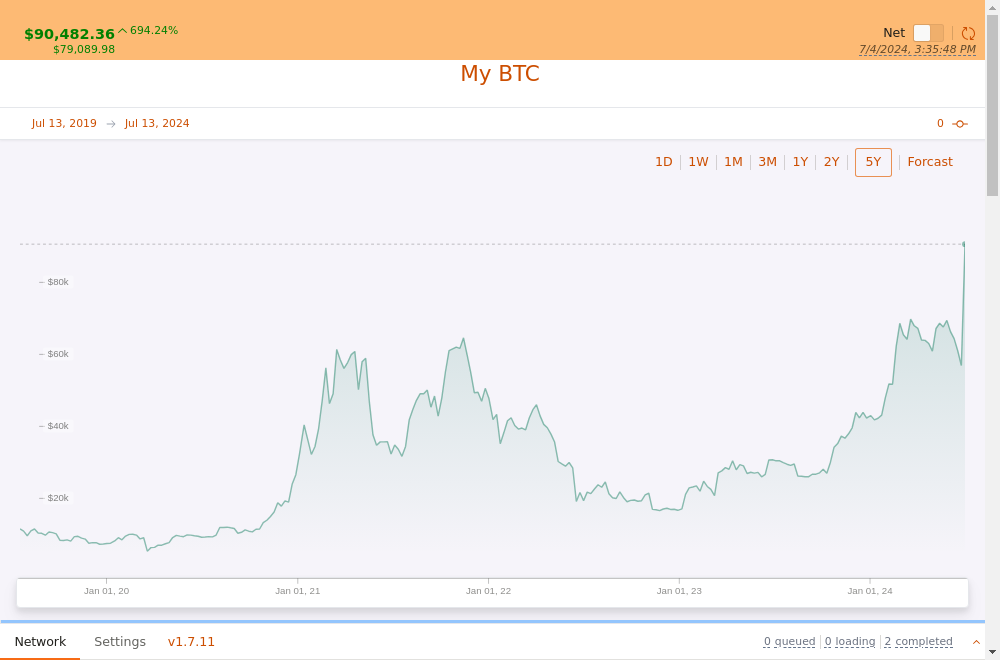 $90,482.36 694.24%
$79,089.98
Net
7/4/2024, 3:35:48 PM
My BTC
Jul 13, 2019 → Jul 13, 2024
0
1D 1W 1M 3M 1Y 2Y 5Y Forcast
$80k
$60k
$40k
$20k
Jan 01, 20 Jan 01, 21 Jan 01, 22 Jan 01, 23 Jan 01, 24
Network Settings v1.7.11
0 queued 0 loading 2 completed